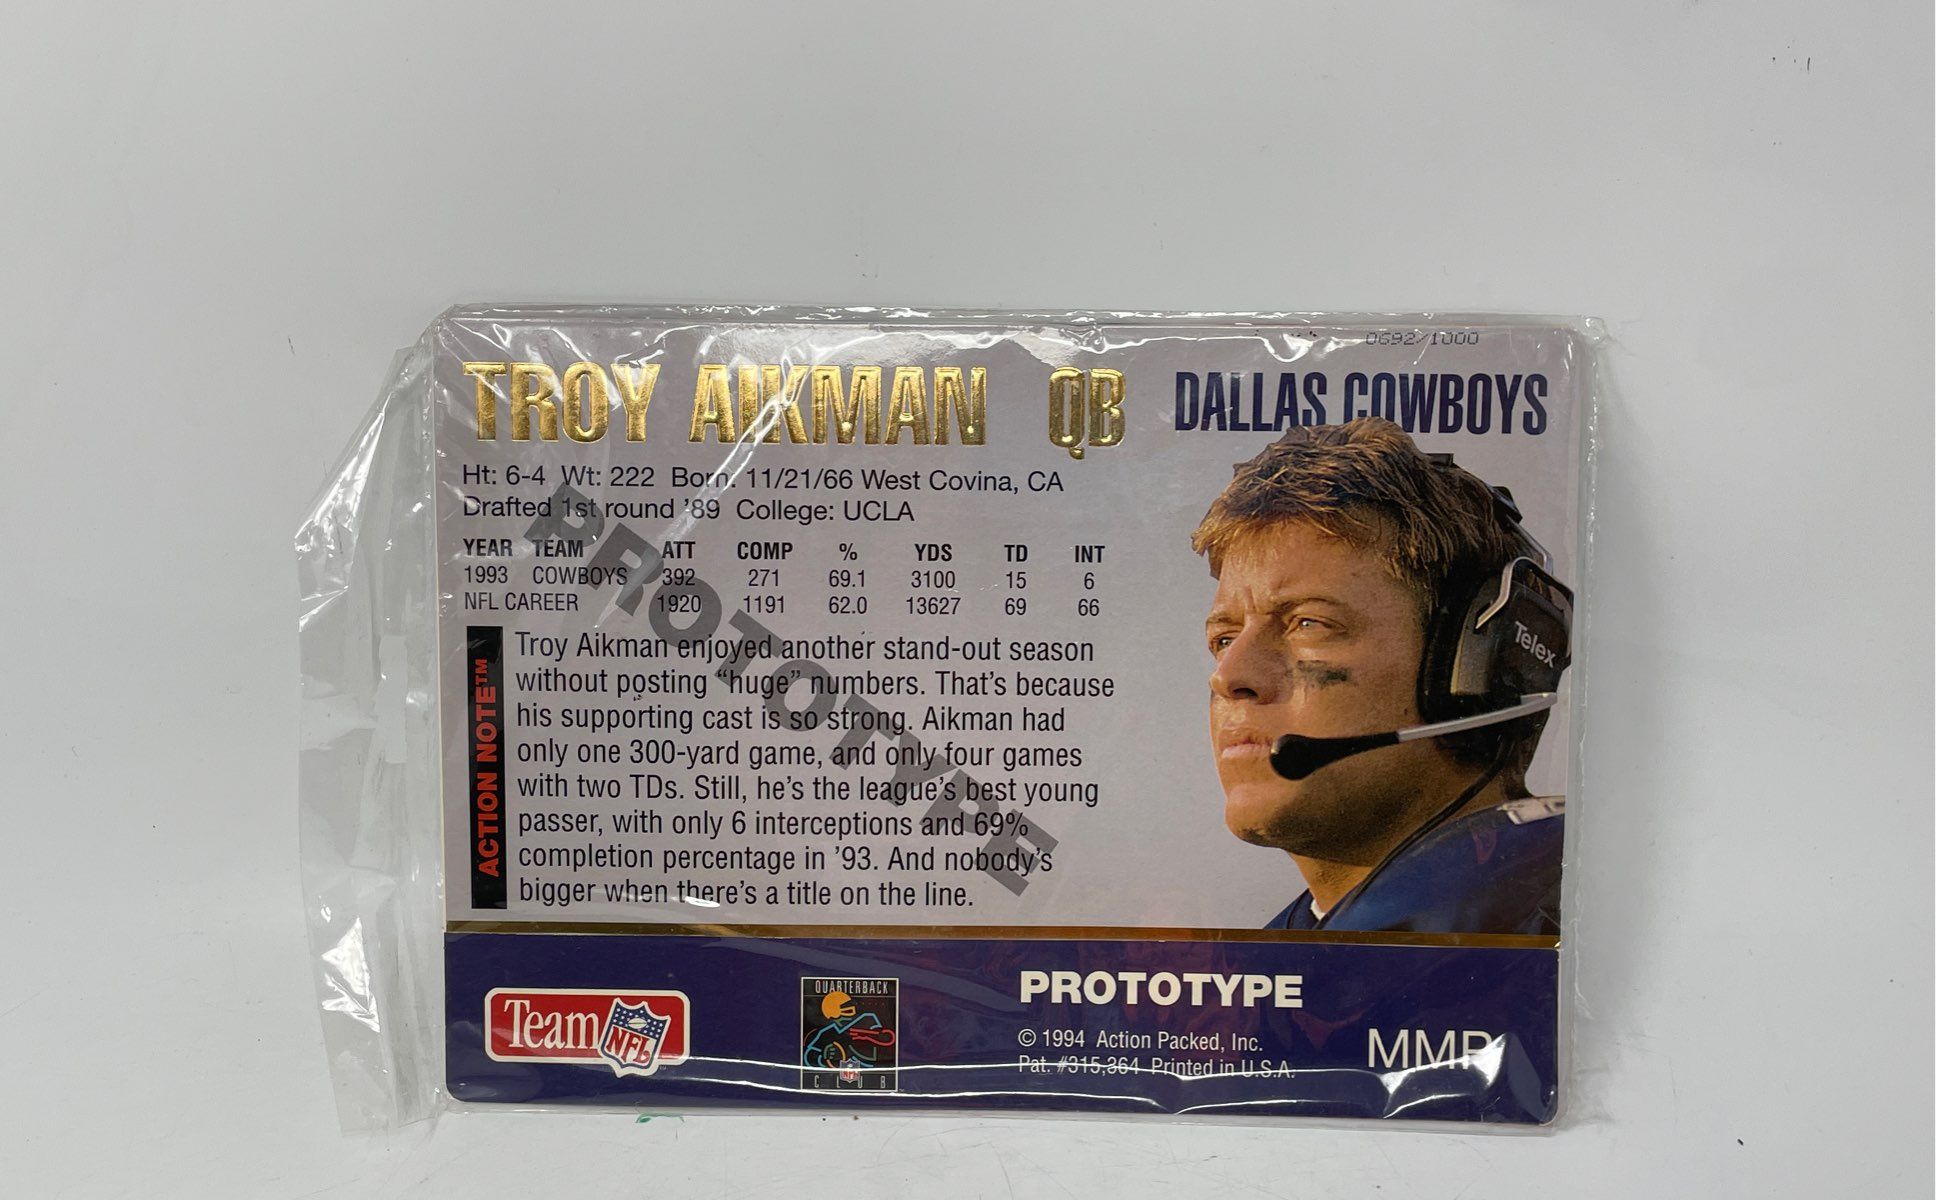 0692/1000
TROY AIKMAN QB DALLAS COWBOYS
Ht: 6-4 Wt: 222 Born: 11/21/66 West Covina, CA
Drafted 1st round '89 College: UCLA
YEAR TEAM ATT COMP % YDS TD INT
1993 COWBOYS 392 271 69.1 3100 15 6
NFL CAREER 1920 1191 62.0 13627 69 66
PROTOTYPE
ACTION NOTE™
Troy Aikman enjoyed another stand-out season
without posting “huge” numbers. That's because
his supporting cast is so strong. Aikman had
only one 300-yard game, and only four games
with two TDs. Still, he's the league's best young
passer, with only 6 interceptions and 69%
completion percentage in '93. And nobody's
bigger when there's a title on the line.
Telex
Team NFL
QUARTERBACK
NFL
CLUB
PROTOTYPE
© 1994 Action Packed, Inc.
Pat. #315,364 Printed in U.S.A.
MMP